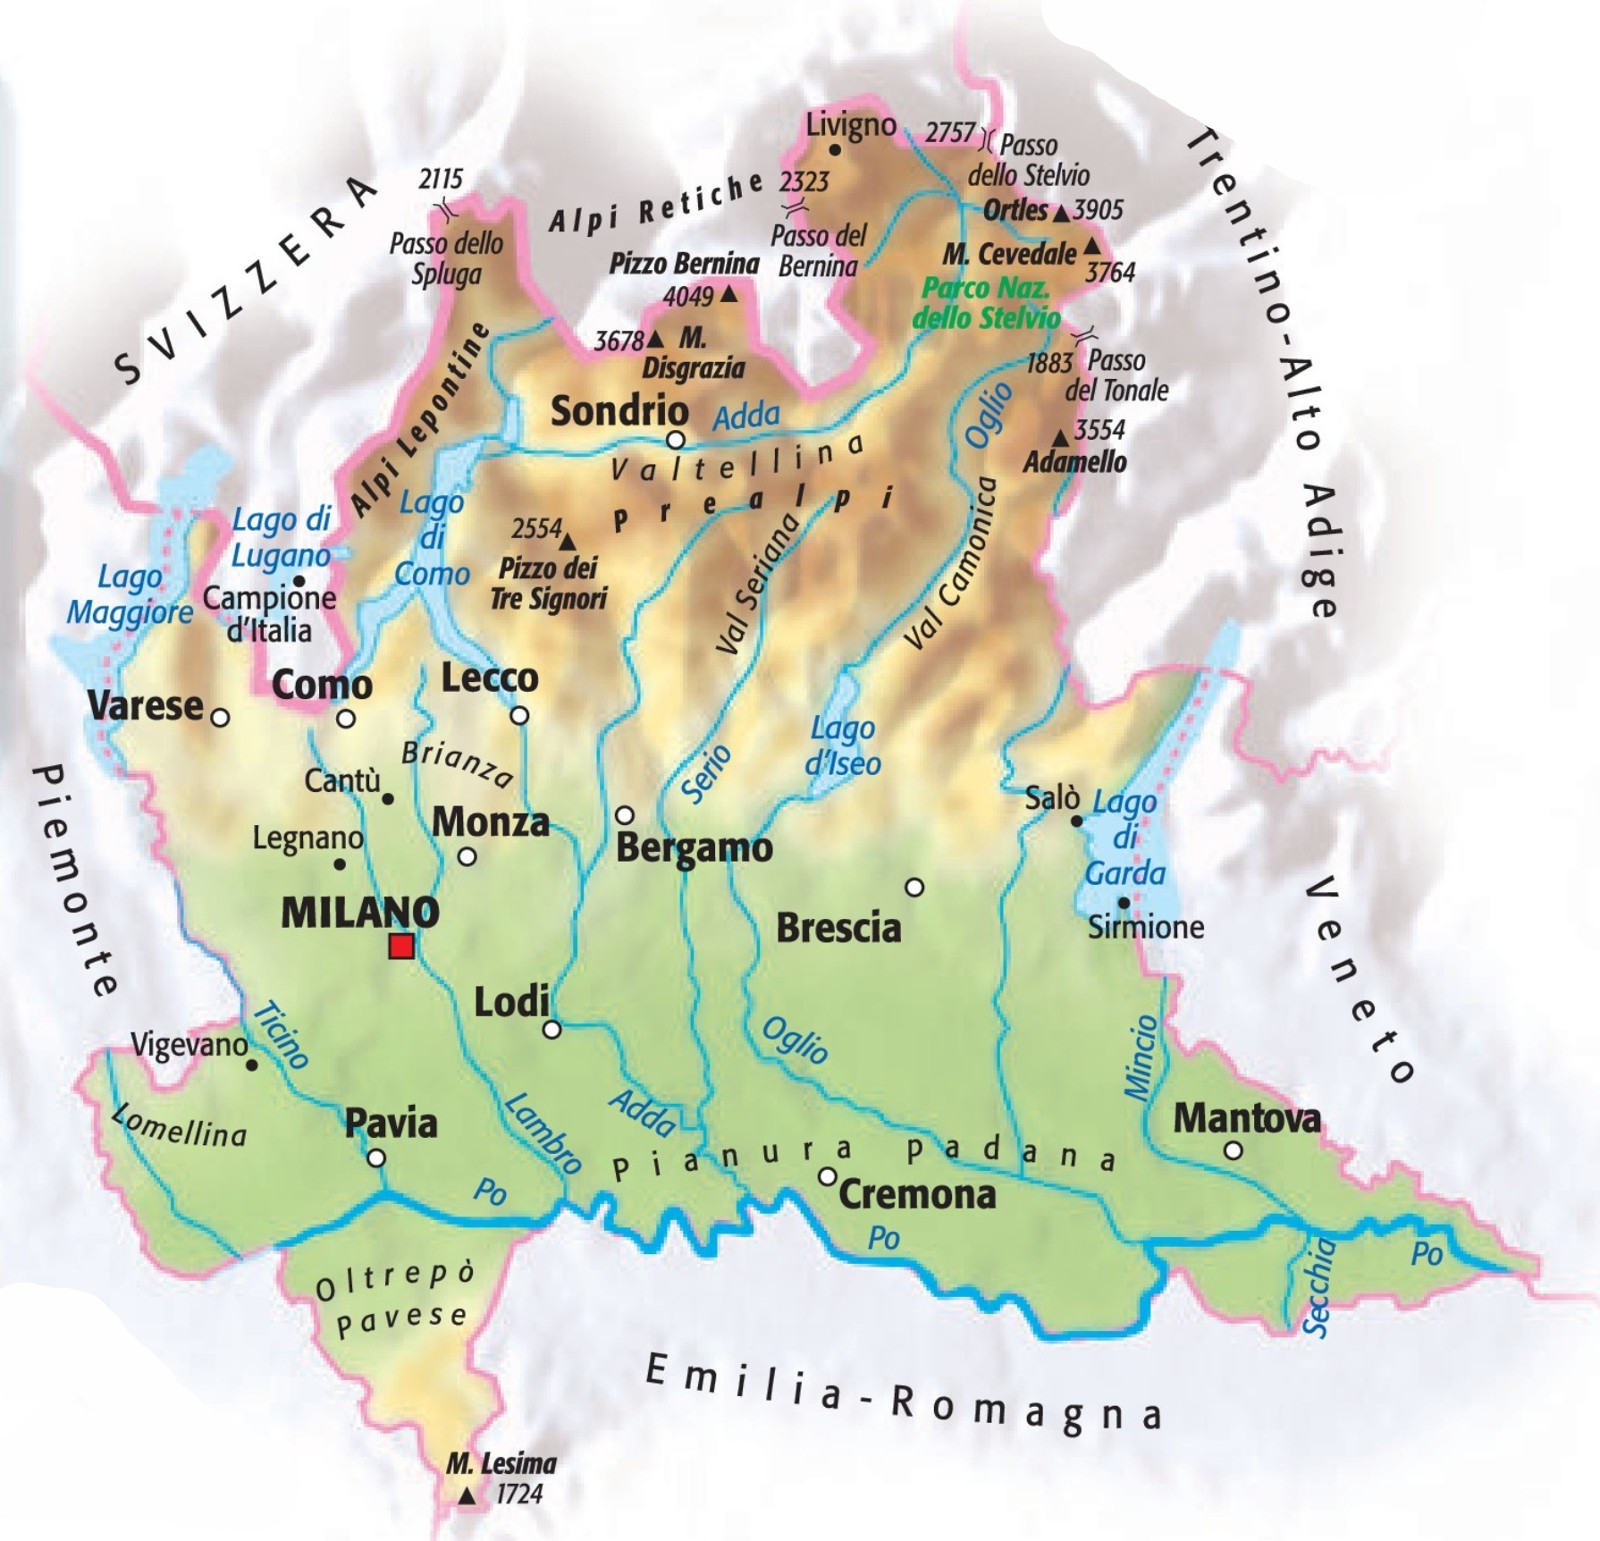 Livigno
2757
Passo
dello Stelvio
Trentino-Alto Adige
2115
Passo dello
Spluga
SVIZZERA
Alpi Retiche
2323
Passo del
Bernina
Ortles 3905
M. Cevedale
3764
Parco Naz.
dello Stelvio
Pizzo Bernina
4049
3678 M.
Disgrazia
1883 Passo
del Tonale
Alpi Lepontine
Sondrio
Adda
Oglio
3554
Adamello
Valtellina
Prealpi
Lago
di
Como
Lago di
Lugano
2554
Pizzo dei
Tre Signori
Val Seriana
Val Camonica
Lago
Maggiore
Campione
d'Italia
Varese
Como
Lecco
Lago
d'Iseo
Serio
Brianza
Cantù
Salò
Lago
di
Garda
Piemonte
Legnano
Monza
Bergamo
MILANO
Brescia
Sirmione
Veneto
Lodi
Ticino
Vigevano
Oglio
Mincio
Lomellina
Pavia
Lambro
Adda
Pianura padana
Mantova
Po
Cremona
Po
Secchia
Po
Oltrepò
Pavese
Emilia-Romagna
M. Lesima
1724